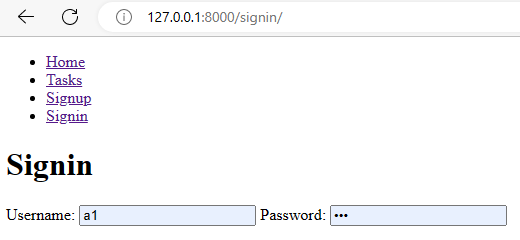 127.0.0.1:8000/signin/
Home
Tasks
Signup
Signin
Signin
Username: a1 Password: •••